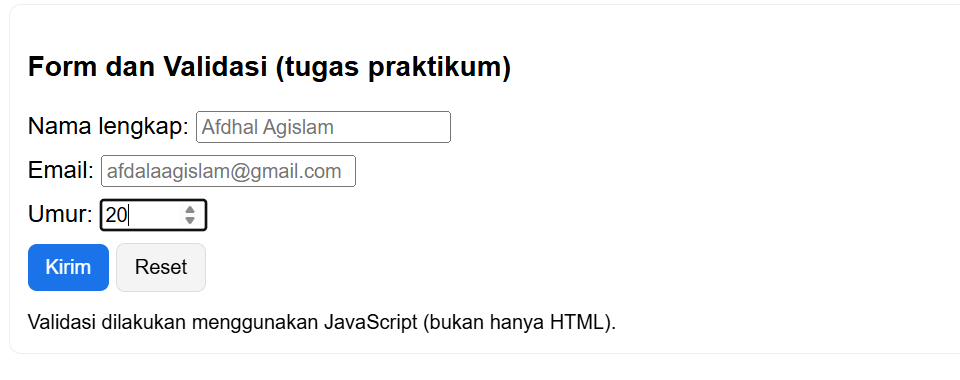 Form dan Validasi (tugas praktikum)
Nama lengkap: Afdhal Agislam
Email: afdalaagislam@gmail.com
Umur: 20
Kirim Reset
Validasi dilakukan menggunakan JavaScript (bukan hanya HTML).